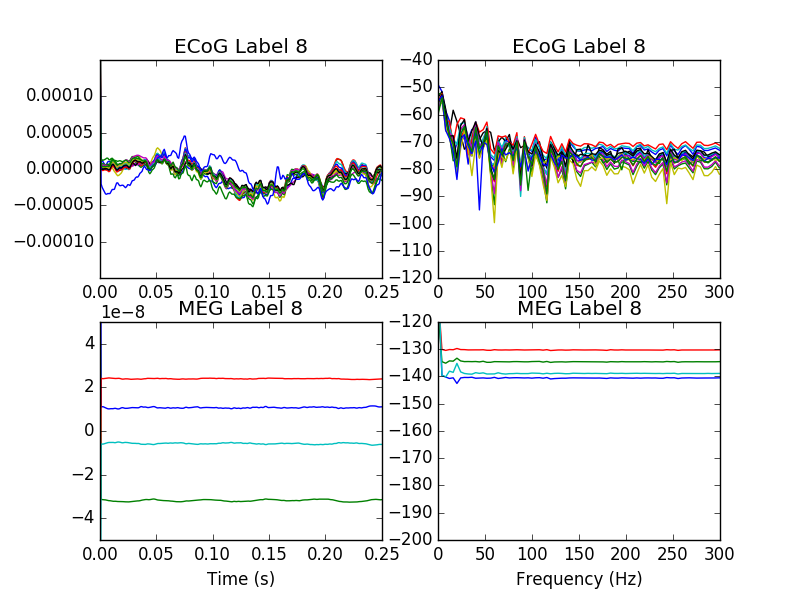 ECoG Label 8
0.00010
0.00005
0.00000
−0.00005
−0.00010
0.00 0.05 0.10 0.15 0.20 0.25
ECoG Label 8
−40
−50
−60
−70
−80
−90
−100
−110
−120
0 50 100 150 200 250 300
MEG Label 8
1e−8
4
2
0
−2
−4
0.00 0.05 0.10 0.15 0.20 0.25
Time (s)
MEG Label 8
−120
−130
−140
−150
−160
−170
−180
−190
−200
0 50 100 150 200 250 300
Frequency (Hz)